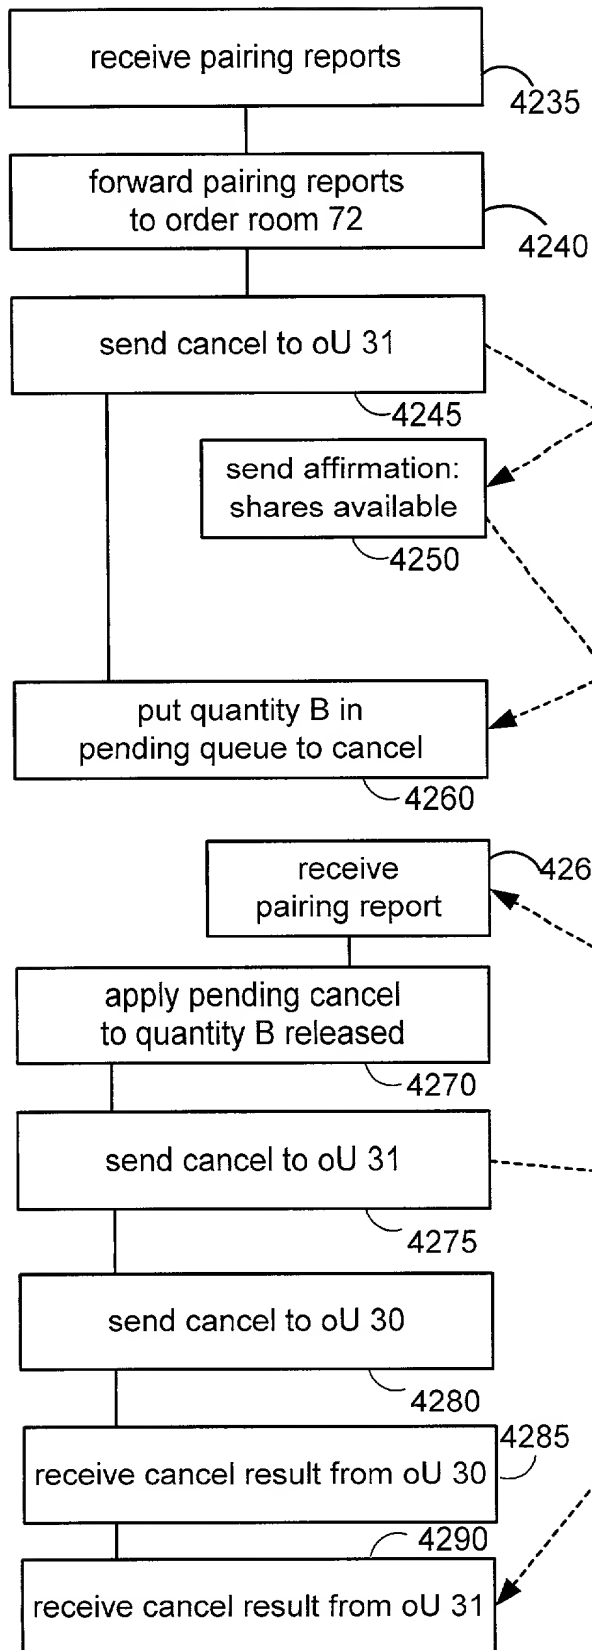 receive pairing reports
4235
forward pairing reports
to order room 72
4240
send cancel to oU 31
4245
send affirmation:
shares available
4250
put quantity B in
pending queue to cancel
4260
receive
pairing report
426
apply pending cancel
to quantity B released
4270
send cancel to oU 31
4275
send cancel to oU 30
4280
4285
receive cancel result from oU 30
4290
receive cancel result from oU 31